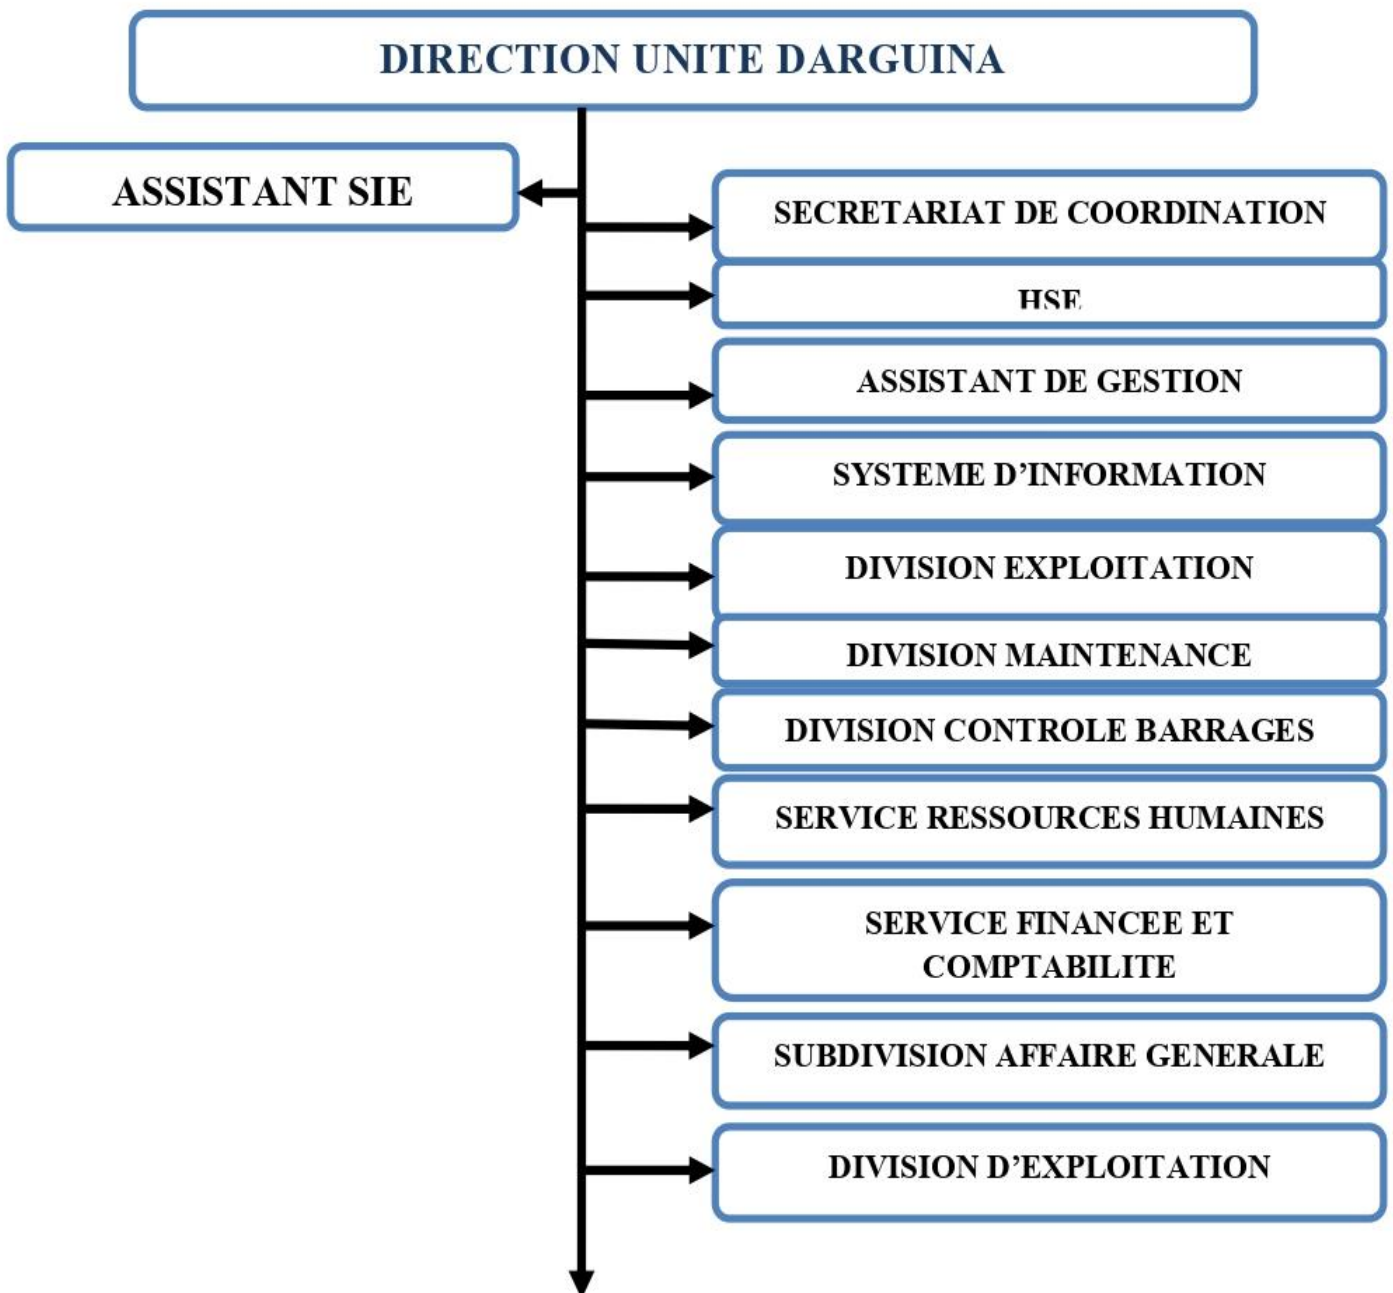 DIRECTION UNITE DARGUINA
ASSISTANT SIE
SECRETARIAT DE COORDINATION
HSE
ASSISTANT DE GESTION
SYSTEME D’INFORMATION
DIVISION EXPLOITATION
DIVISION MAINTENANCE
DIVISION CONTROLE BARRAGES
SERVICE RESSOURCES HUMAINES
SERVICE FINANCEE ET
COMPTABILITE
SUBDIVISION AFFAIRE GENERALE
DIVISION D’EXPLOITATION